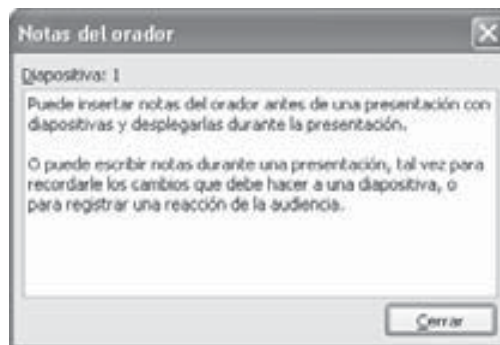 Notas del orador
Diapositiva: 1
Puede insertar notas del orador antes de una presentación con
diapositivas y desplegarlas durante la presentación.
O puede escribir notas durante una presentación, tal vez para
recordarle los cambios que debe hacer a una diapositiva, o
para registrar una reacción de la audiencia.
Cerrar